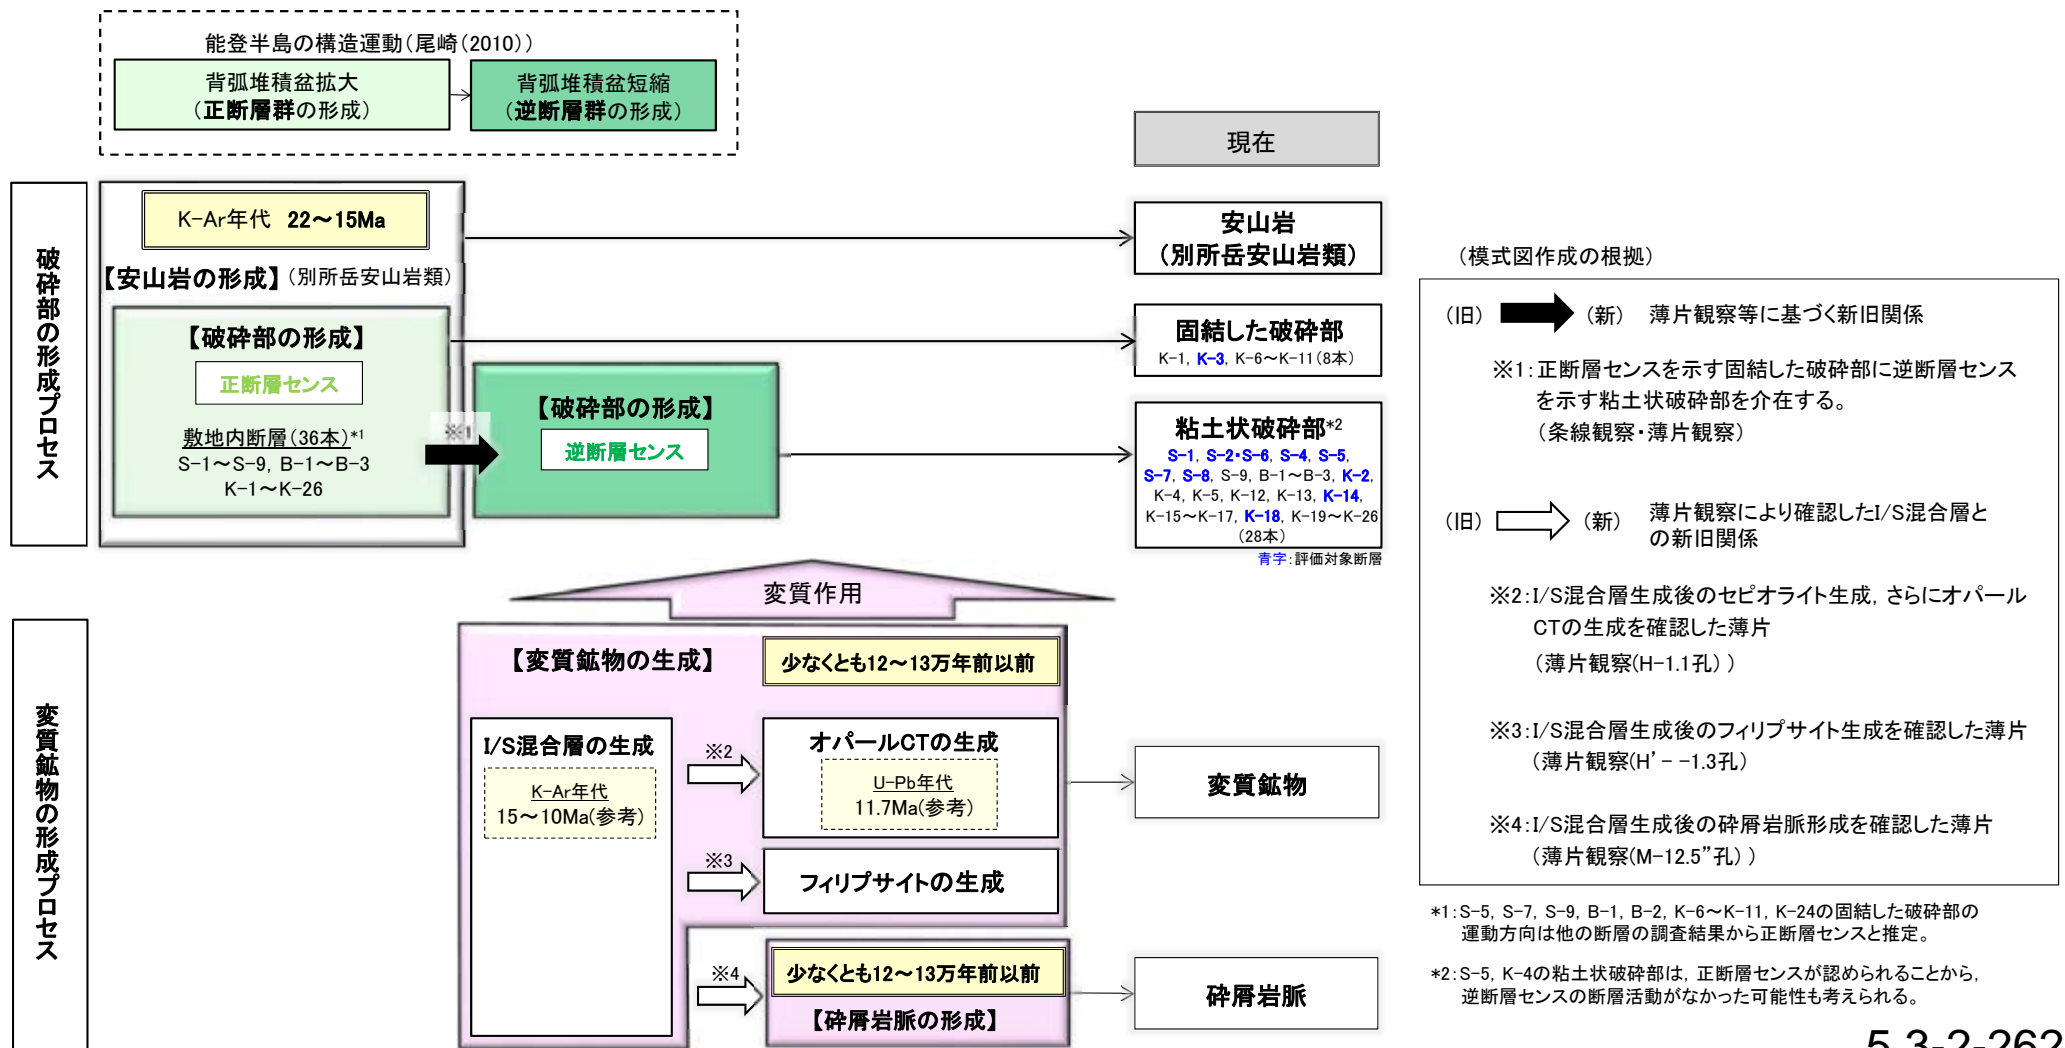 能登半島の構造運動(尾崎(2010))
背弧堆積盆拡大
(正断層群の形成)
背弧堆積盆短縮
(逆断層群の形成)
現在
破砕部の形成プロセス
K-Ar年代 22~15Ma
【安山岩の形成】(別所岳安山岩類)
【破砕部の形成】
正断層センス
敷地内断層(36本)*1
S-1~S-9, B-1~B-3
K-1~K-26
※1
【破砕部の形成】
逆断層センス
安山岩
(別所岳安山岩類)
固結した破砕部
K-1, K-3, K-6~K-11(8本)
粘土状破砕部*2
S-1, S-2・S-6, S-4, S-5,
S-7, S-8, S-9, B-1~B-3, K-2,
K-4, K-5, K-12, K-13, K-14,
K-15~K-17, K-18, K-19~K-26
(28本)
青字:評価対象断層
変質作用
変質鉱物の形成プロセス
【変質鉱物の生成】
少なくとも12~13万年前以前
I/S混合層の生成
K-Ar年代
15~10Ma(参考)
※2
オパールCTの生成
U-Pb年代
11.7Ma(参考)
※3
フィリプサイトの生成
※4
少なくとも12~13万年前以前
【砕屑岩脈の形成】
変質鉱物
砕屑岩脈
(模式図作成の根拠)
(旧) (新) 薄片観察等に基づく新旧関係
※1:正断層センスを示す固結した破砕部に逆断層センス
を示す粘土状破砕部を介在する。
(条線観察・薄片観察)
(旧) (新) 薄片観察により確認したI/S混合層と
の新旧関係
※2:I/S混合層生成後のセピオライト生成, さらにオパール
CTの生成を確認した薄片
(薄片観察(H-1.1孔))
※3:I/S混合層生成後のフィリプサイト生成を確認した薄片
(薄片観察(H'--1.3孔)
※4:I/S混合層生成後の砕屑岩脈形成を確認した薄片
(薄片観察(M-12.5”孔))
*1:S-5, S-7, S-9, B-1, B-2, K-6~K-11, K-24の固結した破砕部の
運動方向は他の断層の調査結果から正断層センスと推定。
*2:S-5, K-4の粘土状破砕部は, 正断層センスが認められることから,
逆断層センスの断層活動がなかった可能性も考えられる。
5.3-2-262